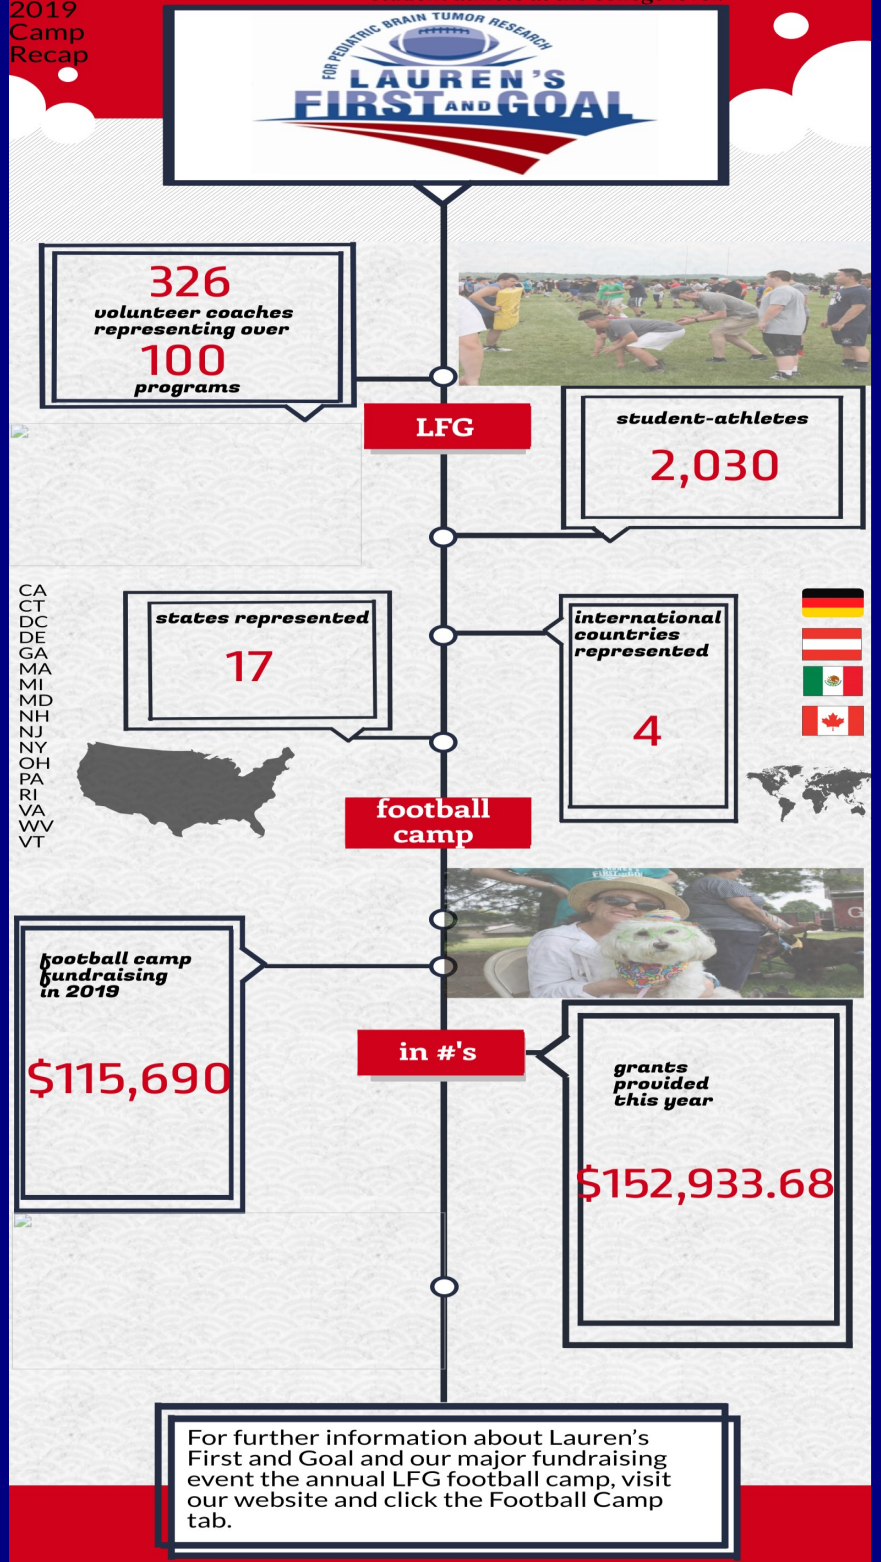 2019
Camp
Recap
FOR PEDIATRIC BRAIN TUMOR RESEARCH
LAUREN'S
FIRST AND GOAL
326
volunteer coaches
representing over
100
programs
LFG
student-athletes
2,030
CA
CT
DC
DE
GA
MA
MI
MD
NH
NJ
NY
OH
PA
RI
VA
WV
VT
states represented
17
international
countries
represented
4
football
camp
football camp
fundraising
in 2019
$115,690
in #'s
grants
provided
this year
$152,933.68
For further information about Lauren’s
First and Goal and our major fundraising
event the annual LFG football camp, visit
our website and click the Football Camp
tab.